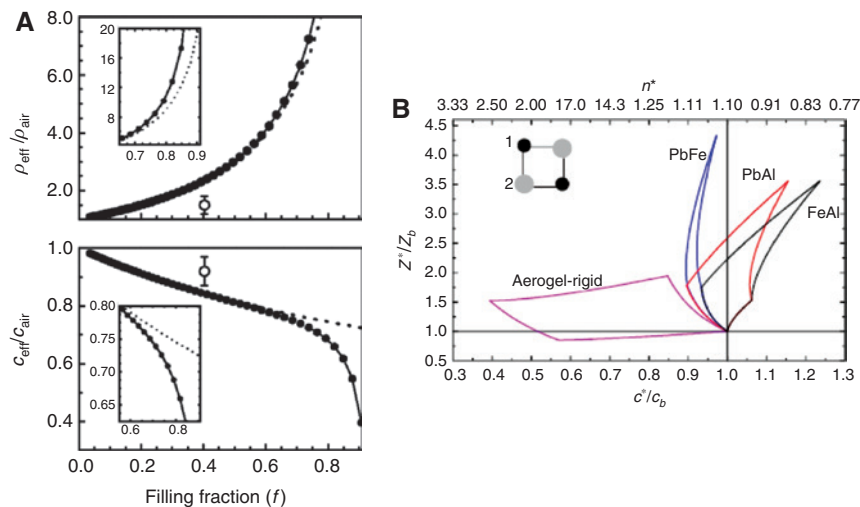 A
8.0
6.0
4.0
2.0
ρeff /ρair
20
16
12
8
0.7 0.8 0.9
1.0
0.8
0.6
0.4
ceff/cair
0.80
0.75
0.70
0.65
0.6 0.8
0.0 0.2 0.4 0.6 0.8
Filling fraction (f)
B
n*
3.33 2.50 2.00 17.0 14.3 1.25 1.11 1.10 0.91 0.83 0.77
4.5
4.0
3.5
3.0
2.5
2.0
1.5
1.0
0.5
Z*/Zb
1
2
PbFe
PbAl
FeAl
Aerogel-rigid
0.3 0.4 0.5 0.6 0.7 0.8 0.9 1.0 1.1 1.2 1.3
c*/cb